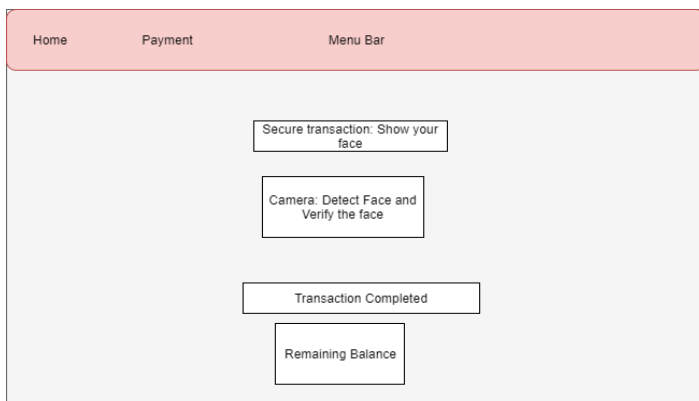 Home
Payment
Menu Bar
Secure transaction: Show your
face
Camera: Detect Face and
Verify the face
Transaction Completed
Remaining Balance